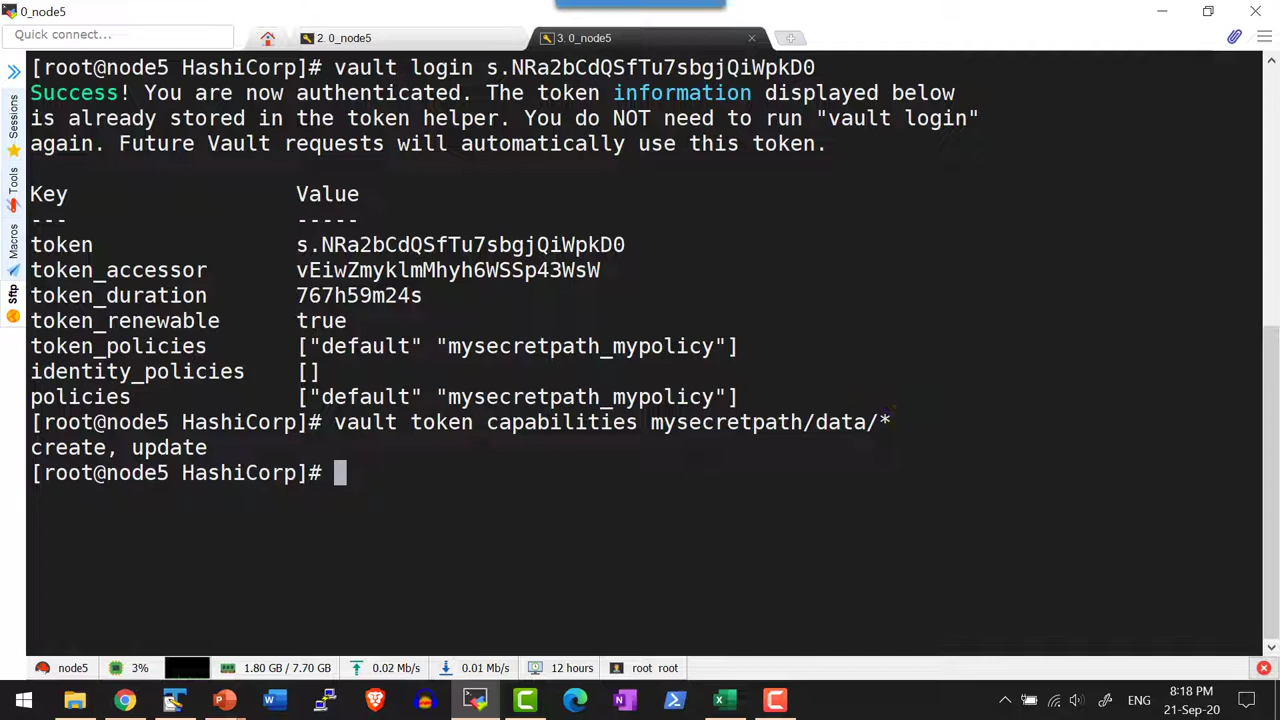 0_node5
Quick connect...
2. 0_node5
3. 0_node5
Sessions
Tools
Macros
Sftp
[root@node5 HashiCorp]# vault login s.NRa2bCdQSfTu7sbgjQiWpkD0
Success! You are now authenticated. The token information displayed below
is already stored in the token helper. You do NOT need to run "vault login"
again. Future Vault requests will automatically use this token.
Key Value
--- -----
token s.NRa2bCdQSfTu7sbgjQiWpkD0
token_accessor vEiwZmyklmMhyh6WSSp43WsW
token_duration 767h59m24s
token_renewable true
token_policies ["default" "mysecretpath_mypolicy"]
identity_policies []
policies ["default" "mysecretpath_mypolicy"]
[root@node5 HashiCorp]# vault token capabilities mysecretpath/data/*
create, update
[root@node5 HashiCorp]#
node5 3% 1.80 GB / 7.70 GB 0.02 Mb/s 0.01 Mb/s 12 hours root root
ENG
8:18 PM
21-Sep-20